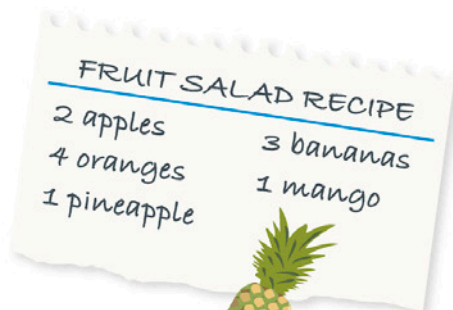 FRUIT SALAD RECIPE
2 apples
4 oranges
1 pineapple
3 bananas
1 mango